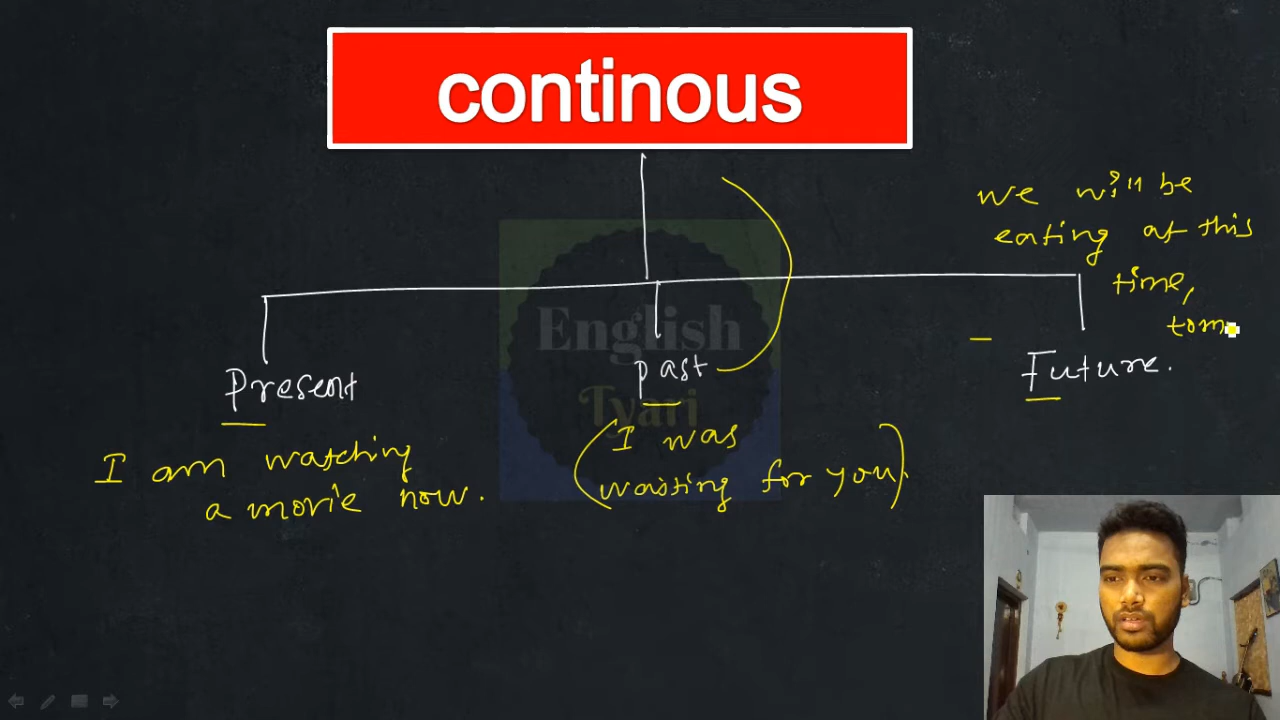 continous
we will be
eating at this
time,
tom
English
Tyari
Present
past
Future.
I am watching
a movie now.
(I was
waiting for you).